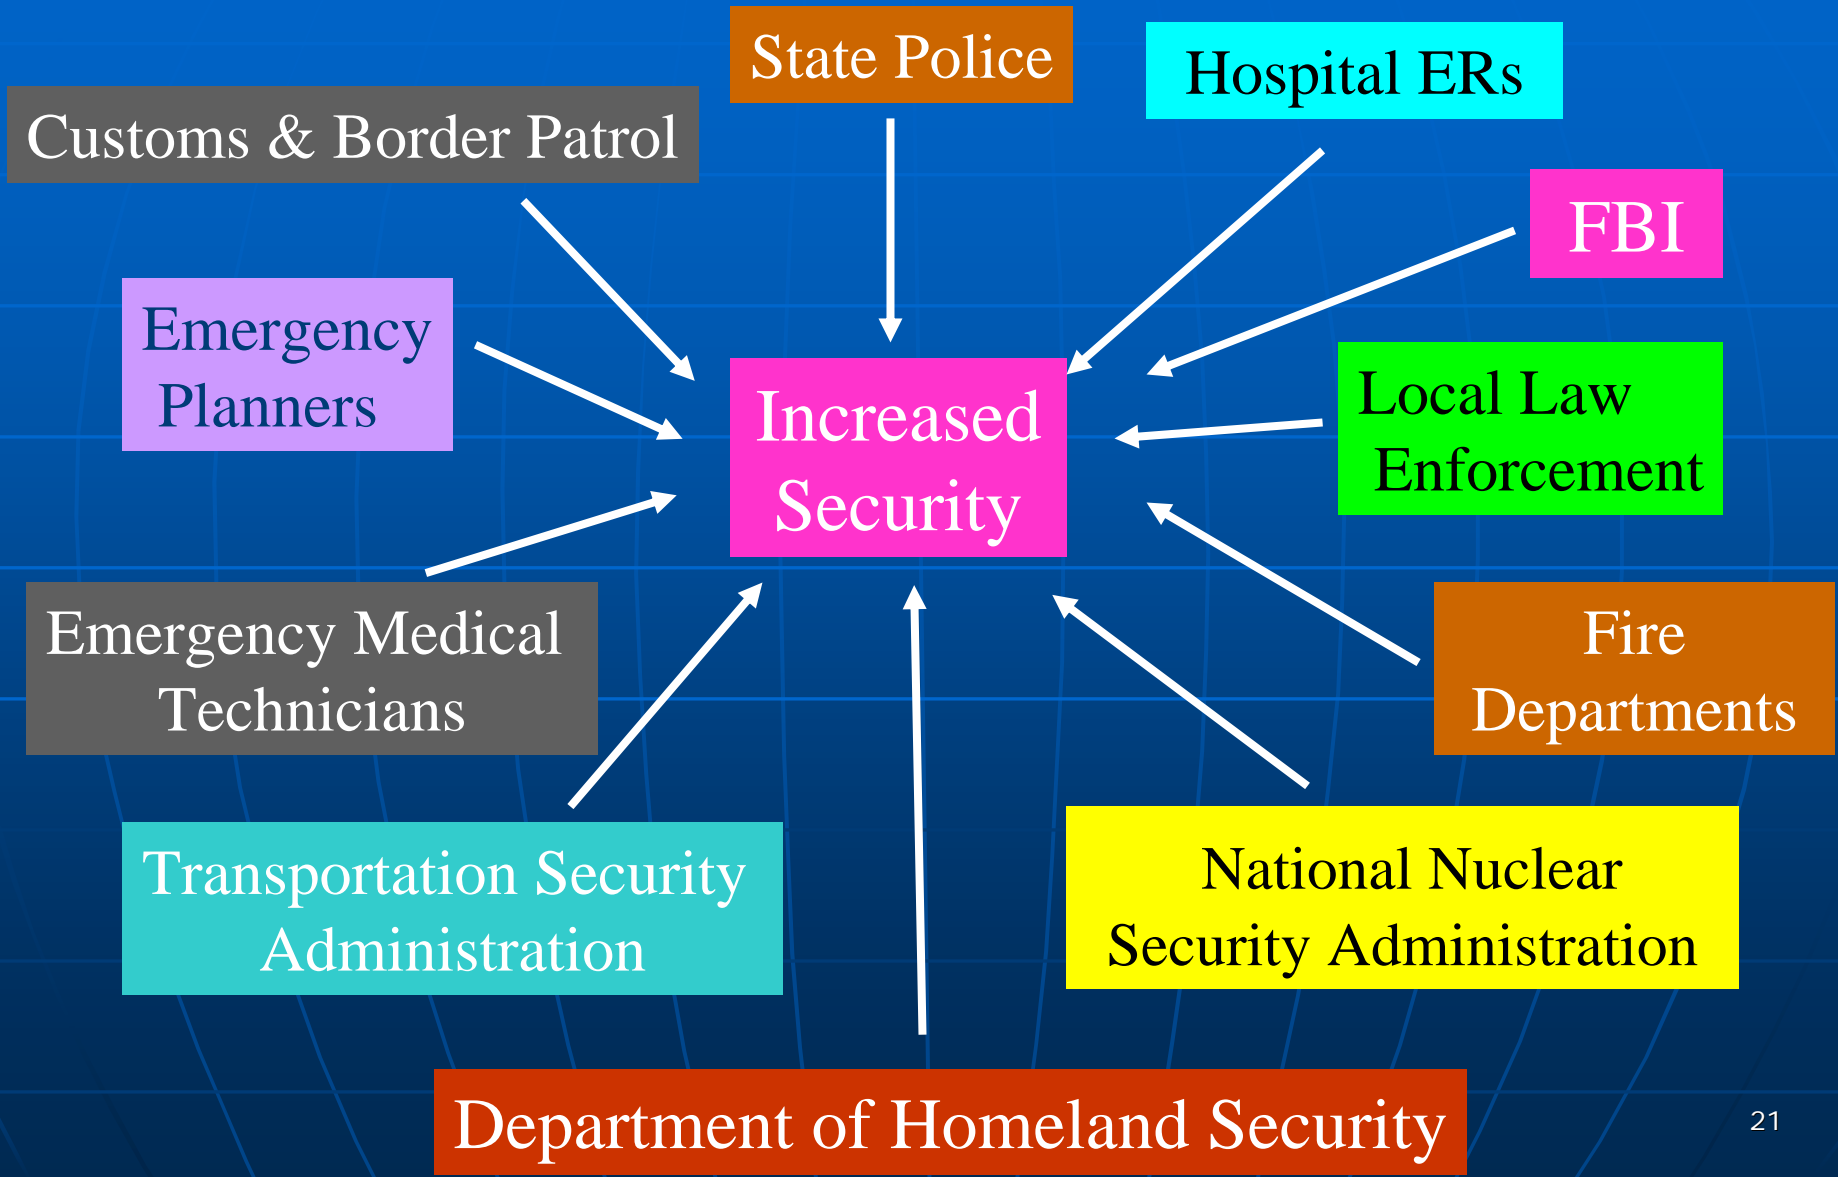 State Police
Hospital ERs
Customs & Border Patrol
FBI
Emergency
Planners
Increased
Security
Local Law
Enforcement
Emergency Medical
Technicians
Fire
Departments
Transportation Security
Administration
National Nuclear
Security Administration
Department of Homeland Security
21